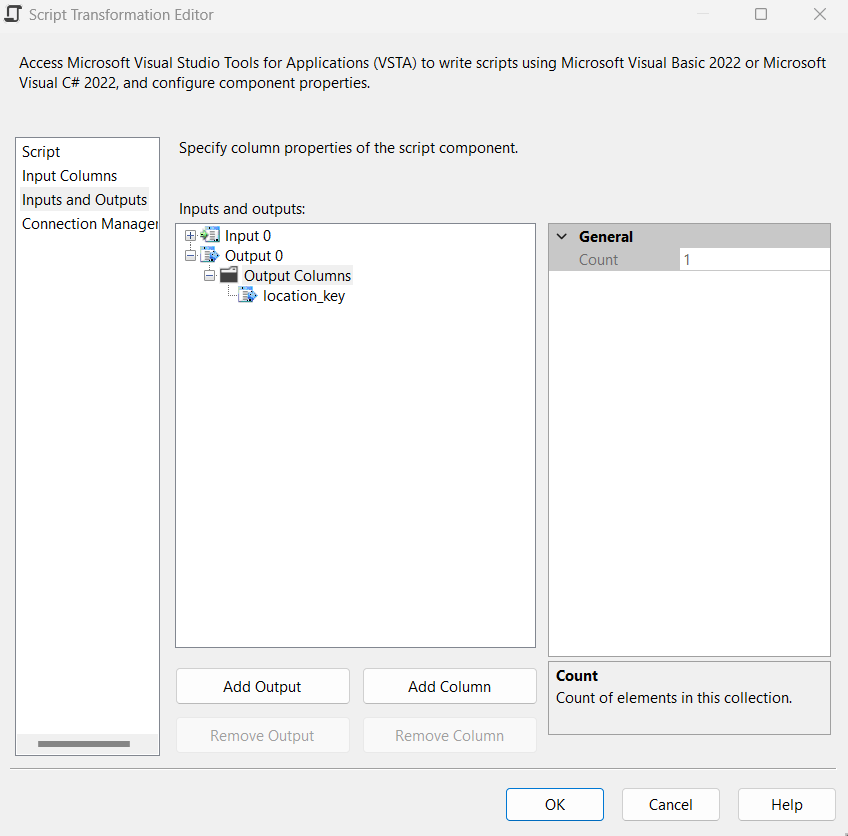 Script Transformation Editor
Access Microsoft Visual Studio Tools for Applications (VSTA) to write scripts using Microsoft Visual Basic 2022 or Microsoft
Visual C# 2022, and configure component properties.
Script
Input Columns
Inputs and Outputs
Connection Manager
Specify column properties of the script component.
Inputs and outputs:
Input 0
Output 0
Output Columns
location_key
General
Count 1
Add Output
Add Column
Remove Output
Remove Column
Count
Count of elements in this collection.
OK
Cancel
Help